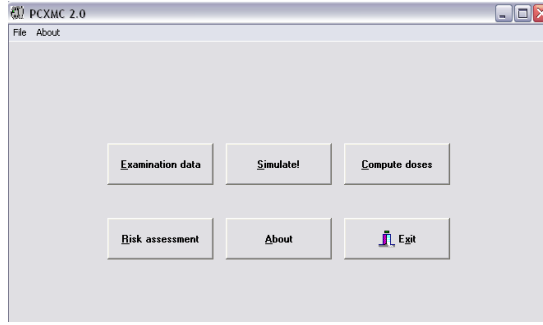 PCXMC 2.0
File About
Examination data Simulate! Compute doses
Risk assessment About Exit